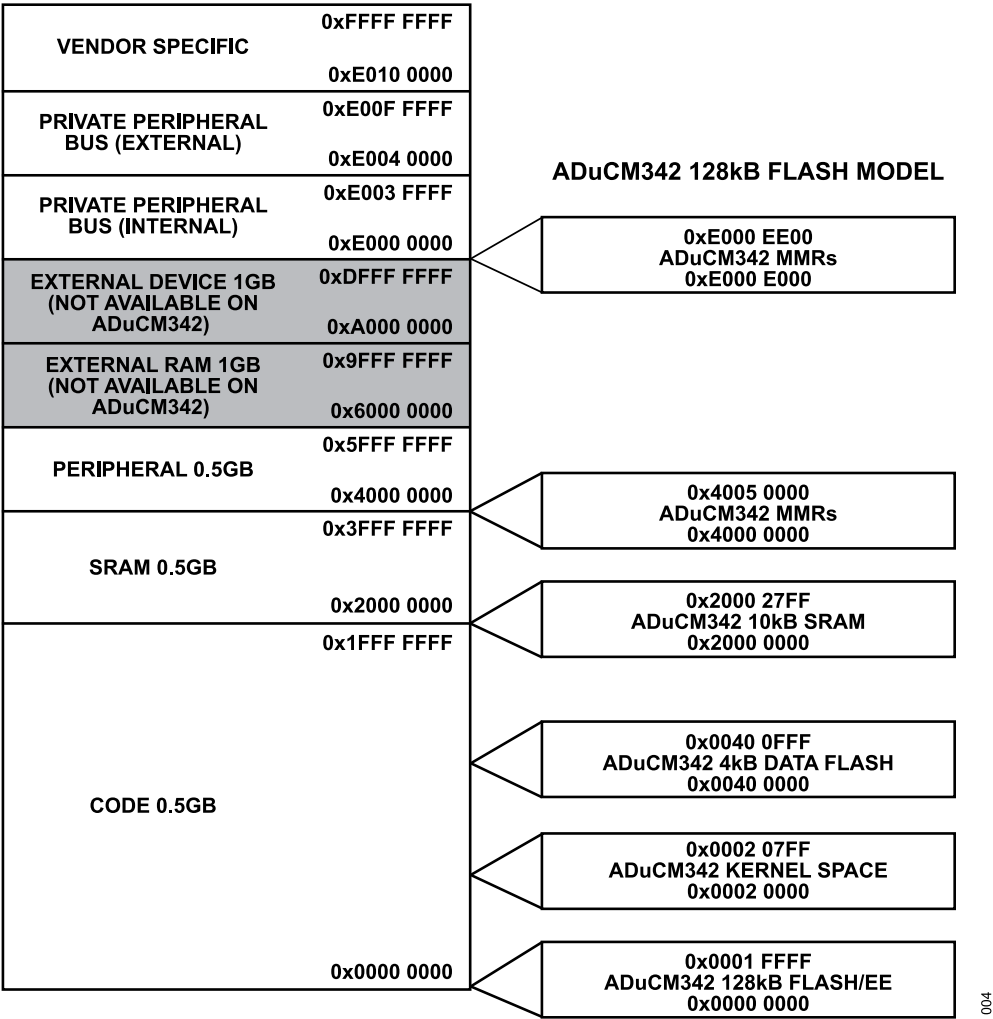 0xFFFF FFFF
VENDOR SPECIFIC
0xE010 0000
0xE00F FFFF
PRIVATE PERIPHERAL
BUS (EXTERNAL)
0xE004 0000
0xE003 FFFF
PRIVATE PERIPHERAL
BUS (INTERNAL)
0xE000 0000
EXTERNAL DEVICE 1GB
(NOT AVAILABLE ON
ADuCM342)
0xDFFF FFFF
0xA000 0000
EXTERNAL RAM 1GB
(NOT AVAILABLE ON
ADuCM342)
0x9FFF FFFF
0x6000 0000
0x5FFF FFFF
PERIPHERAL 0.5GB
0x4000 0000
0x3FFF FFFF
SRAM 0.5GB
0x2000 0000
0x1FFF FFFF
CODE 0.5GB
0x0000 0000
ADuCM342 128kB FLASH MODEL
0xE000 EE00
ADuCM342 MMRs
0xE000 E000
0x4005 0000
ADuCM342 MMRs
0x4000 0000
0x2000 27FF
ADuCM342 10kB SRAM
0x2000 0000
0x0040 0FFF
ADuCM342 4kB DATA FLASH
0x0040 0000
0x0002 07FF
ADuCM342 KERNEL SPACE
0x0002 0000
0x0001 FFFF
ADuCM342 128kB FLASH/EE
0x0000 0000
004